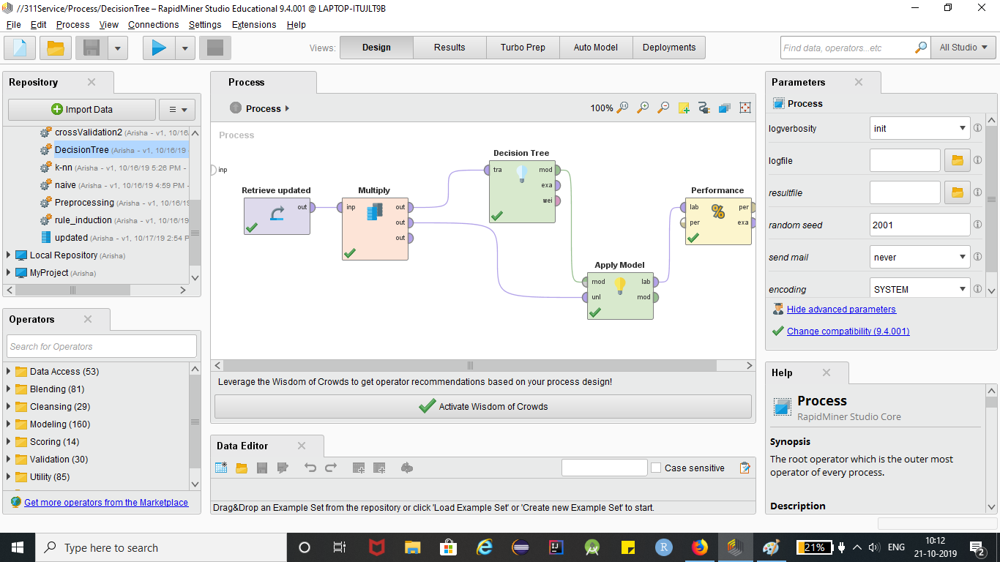 //311Service/Process/DecisionTree – RapidMiner Studio Educational 9.4.001 @ LAPTOP-ITUJLT9B
File Edit Process View Connections Settings Extensions Help
Views: Design Results Turbo Prep Auto Model Deployments
Find data, operators...etc All Studio
Repository
Import Data
crossValidation2 (Arisha – v1, 10/16
DecisionTree (Arisha – v1, 10/16/19
k-nn (Arisha – v1, 10/16/19 5:26 PM –
naive (Arisha – v1, 10/16/19 4:59 PM –
Preprocessing (Arisha – v1, 10/16/19
rule_induction (Arisha – v1, 10/16/19
updated (Arisha – v1, 10/17/19 2:54 P
Local Repository (Arisha)
MyProject (Arisha)
Operators
Search for Operators
Data Access (53)
Blending (81)
Cleansing (29)
Modeling (160)
Scoring (14)
Validation (30)
Utility (85)
Get more operators from the Marketplace
Process
Process
100%
Process
inp
Retrieve updated
out
Multiply
inp out
out
out
Decision Tree
tra mod
exa
wei
Apply Model
mod lab
unl mod
Performance
lab per
per exa
%
Leverage the Wisdom of Crowds to get operator recommendations based on your process design!
Activate Wisdom of Crowds
Data Editor
Case sensitive
Drag&Drop an Example Set from the repository or click 'Load Example Set' or 'Create new Example Set' to start.
Parameters
Process
logverbosity init
logfile
resultfile
random seed 2001
send mail never
encoding SYSTEM
Hide advanced parameters
Change compatibility (9.4.001)
Help
Process
RapidMiner Studio Core
Synopsis
The root operator which is the outer most
operator of every process.
Description
Type here to search
R
21%
ENG
10:12
21-10-2019
2